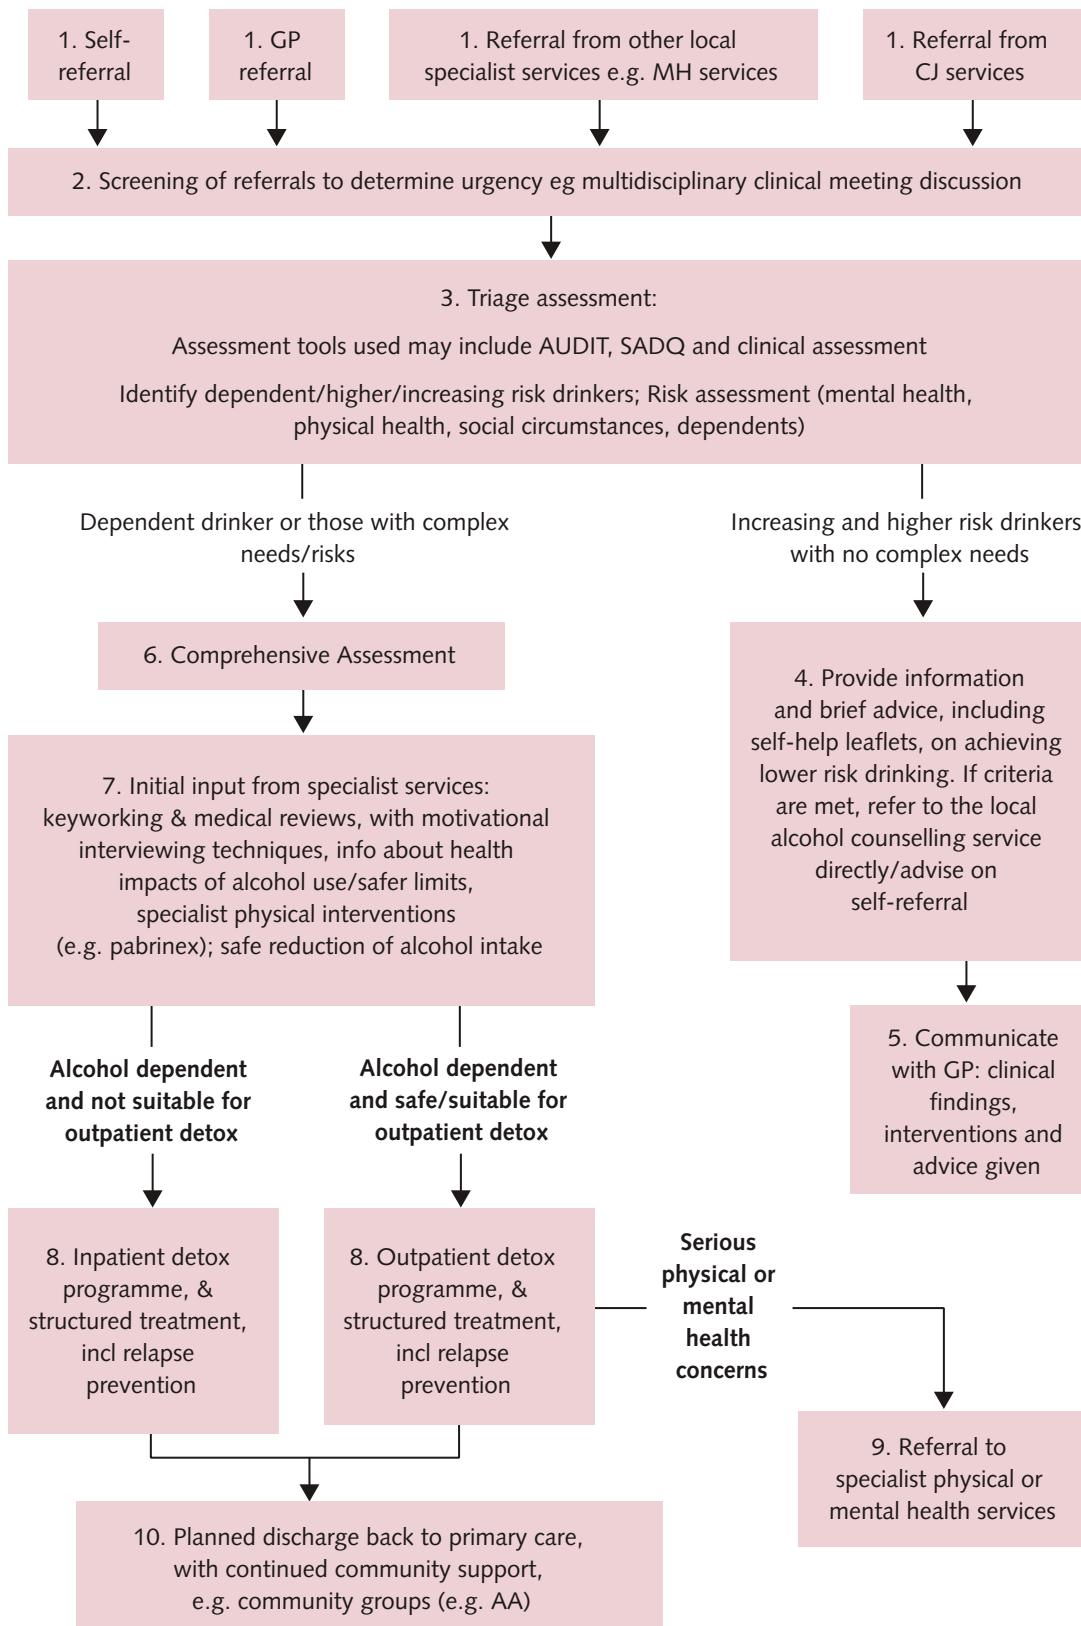 1. Self-
referral
1. GP
referral
1. Referral from other local
specialist services e.g. MH services
1. Referral from
CJ services
2. Screening of referrals to determine urgency eg multidisciplinary clinical meeting discussion
3. Triage assessment:
Assessment tools used may include AUDIT, SADQ and clinical assessment
Identify dependent/higher/increasing risk drinkers; Risk assessment (mental health,
physical health, social circumstances, dependents)
Dependent drinker or those with complex
needs/risks
Increasing and higher risk drinkers
with no complex needs
6. Comprehensive Assessment
4. Provide information
and brief advice, including
self-help leaflets, on achieving
lower risk drinking. If criteria
are met, refer to the local
alcohol counselling service
directly/advise on
self-referral
7. Initial input from specialist services:
keyworking & medical reviews, with motivational
interviewing techniques, info about health
impacts of alcohol use/safer limits,
specialist physical interventions
(e.g. pabrinex); safe reduction of alcohol intake
5. Communicate
with GP: clinical
findings,
interventions and
advice given
Alcohol dependent
and not suitable for
outpatient detox
Alcohol dependent
and safe/suitable for
outpatient detox
8. Inpatient detox
programme, &
structured treatment,
incl relapse
prevention
8. Outpatient detox
programme, &
structured treatment,
incl relapse
prevention
Serious
physical or
mental
health
concerns
9. Referral to
specialist physical or
mental health services
10. Planned discharge back to primary care,
with continued community support,
e.g. community groups (e.g. AA)